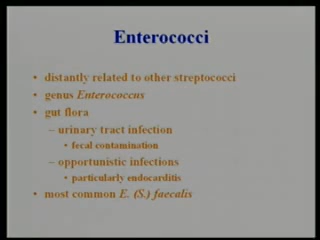 Enterococci
• distantly related to other streptococci
• genus Enterococcus
• gut flora
– urinary tract infection
• fecal contamination
– opportunistic infections
• particularly endocarditis
• most common E. (S.) faecalis